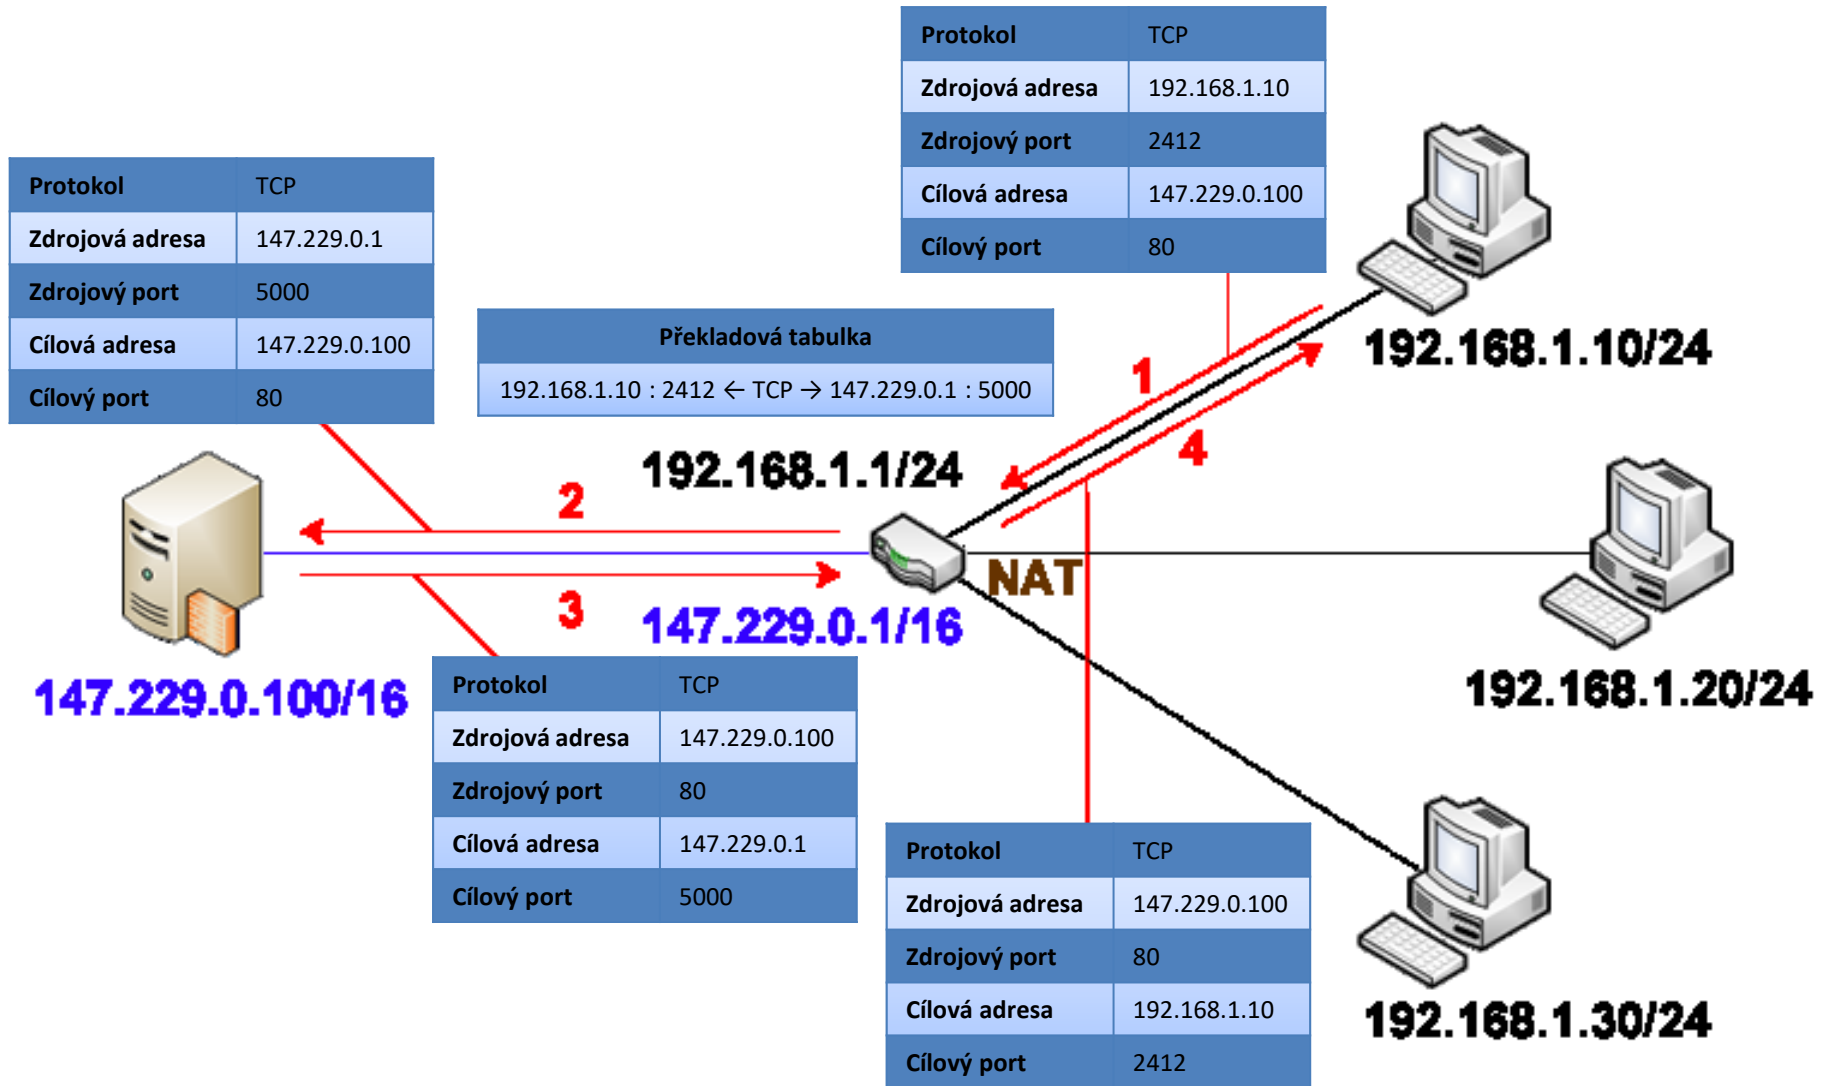 Protokol TCP
Zdrojová adresa 192.168.1.10
Zdrojový port 2412
Cílová adresa 147.229.0.100
Cílový port 80
Protokol TCP
Zdrojová adresa 147.229.0.1
Zdrojový port 5000
Cílová adresa 147.229.0.100
Cílový port 80
Překladová tabulka
192.168.1.10 : 2412 ← TCP → 147.229.0.1 : 5000
192.168.1.10/24
1
4
192.168.1.1/24
2
NAT
3
147.229.0.1/16
147.229.0.100/16
192.168.1.20/24
Protokol TCP
Zdrojová adresa 147.229.0.100
Zdrojový port 80
Cílová adresa 147.229.0.1
Cílový port 5000
Protokol TCP
Zdrojová adresa 147.229.0.100
Zdrojový port 80
Cílová adresa 192.168.1.10
Cílový port 2412
192.168.1.30/24